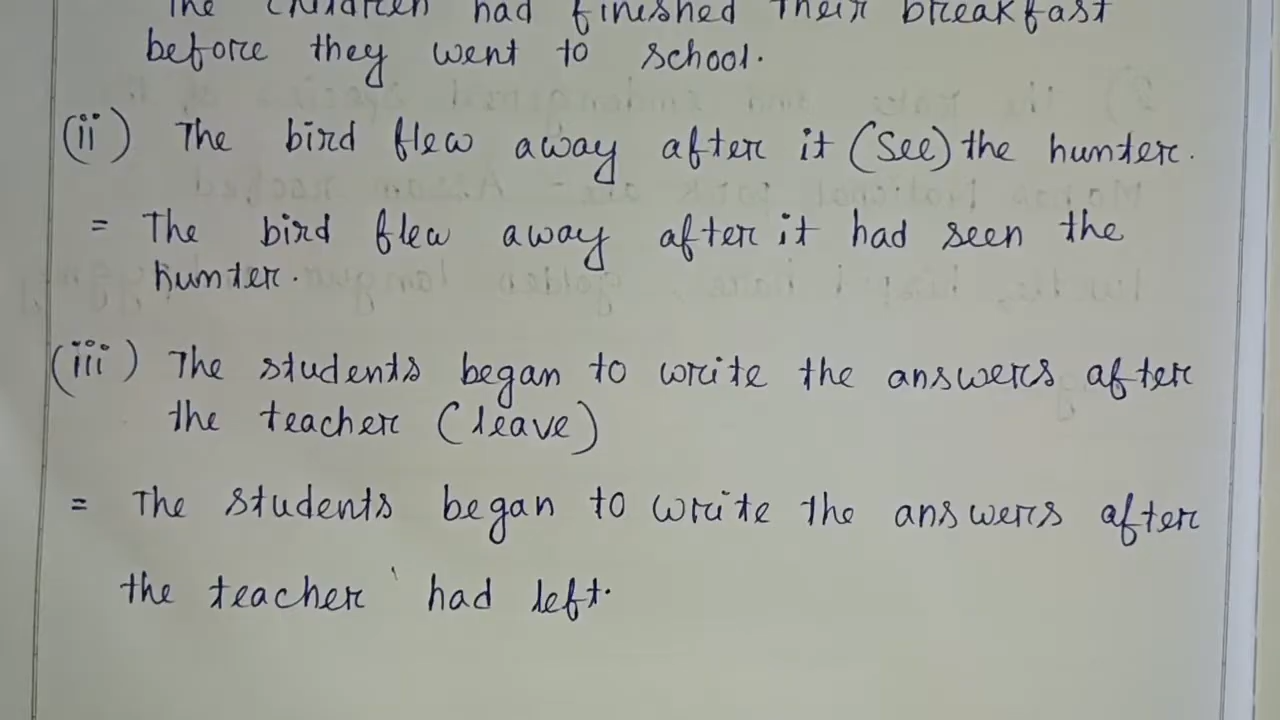 The children had finished their breakfast
before they went to school.
(ii) The bird flew away after it (see) the hunter.
= The bird flew away after it had seen the
hunter.
(iii) The students began to write the answers after
the teacher (leave)
= The students began to write the answers after
the teacher had left.